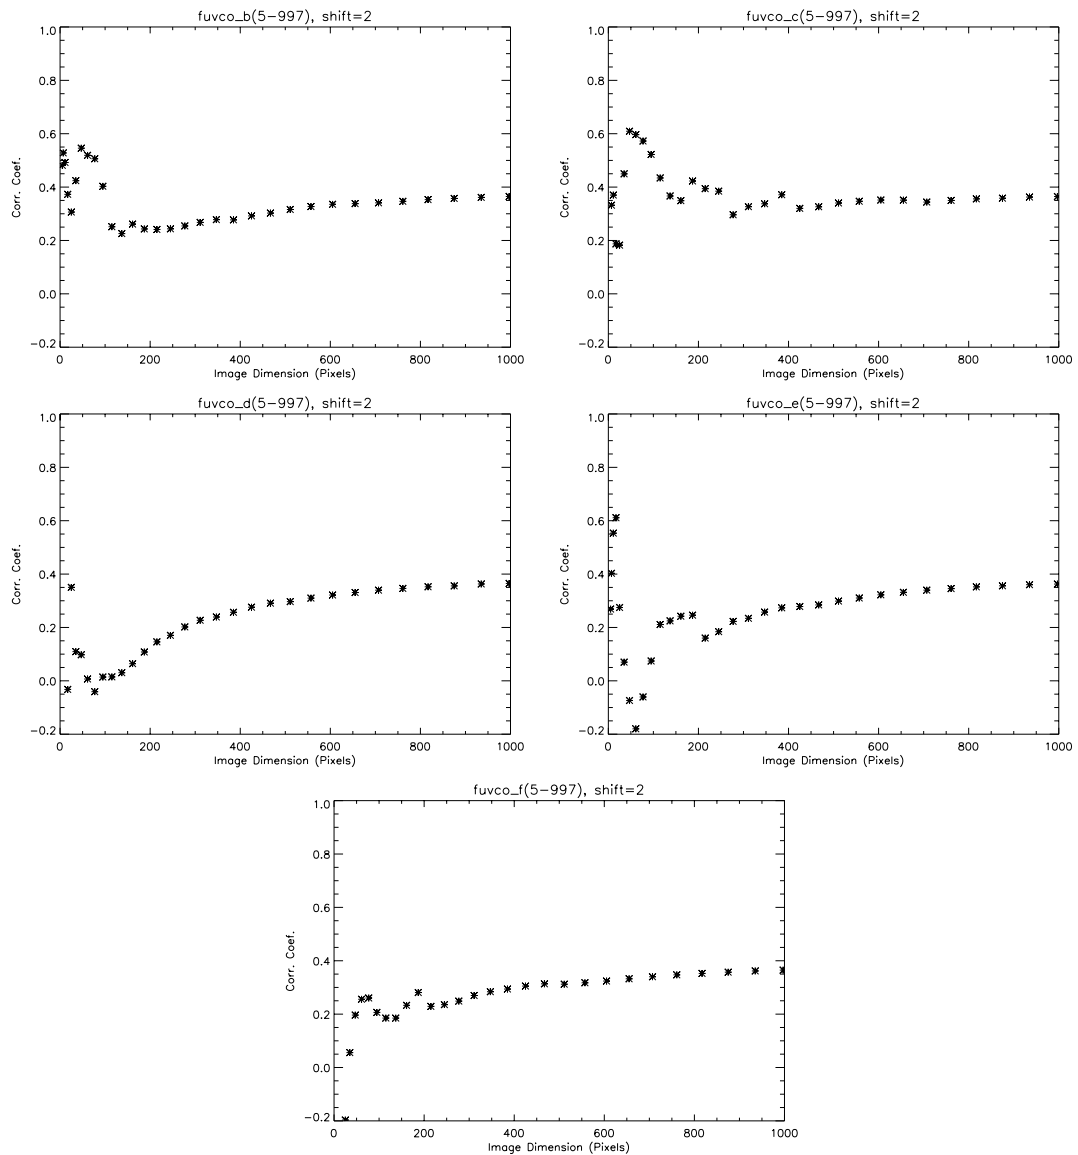 fuvco_b(5-997), shift=2
1.0
0.8
0.6
0.4
0.2
0.0
-0.2
Corr. Coef.
0 200 400 600 800 1000
Image Dimension (Pixels)
fuvco_c(5-997), shift=2
1.0
0.8
0.6
0.4
0.2
0.0
-0.2
Corr. Coef.
0 200 400 600 800 1000
Image Dimension (Pixels)
fuvco_d(5-997), shift=2
1.0
0.8
0.6
0.4
0.2
0.0
-0.2
Corr. Coef.
0 200 400 600 800 1000
Image Dimension (Pixels)
fuvco_e(5-997), shift=2
1.0
0.8
0.6
0.4
0.2
0.0
-0.2
Corr. Coef.
0 200 400 600 800 1000
Image Dimension (Pixels)
fuvco_f(5-997), shift=2
1.0
0.8
0.6
0.4
0.2
0.0
-0.2
Corr. Coef.
0 200 400 600 800 1000
Image Dimension (Pixels)